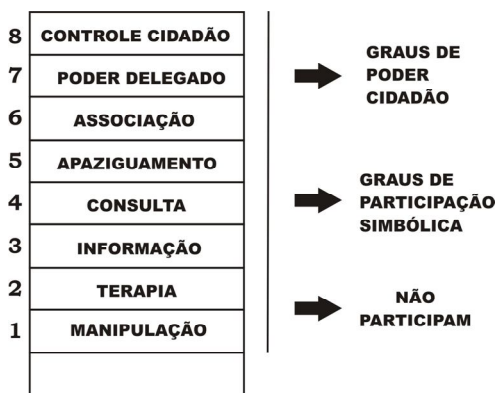 8 CONTROLE CIDADÃO
7 PODER DELEGADO
6 ASSOCIAÇÃO
5 APAZIGUAMENTO
4 CONSULTA
3 INFORMAÇÃO
2 TERAPIA
1 MANIPULAÇÃO
GRAUS DE
PODER
CIDADÃO
GRAUS DE
PARTICIPAÇÃO
SIMBÓLICA
NÃO
PARTICIPAM